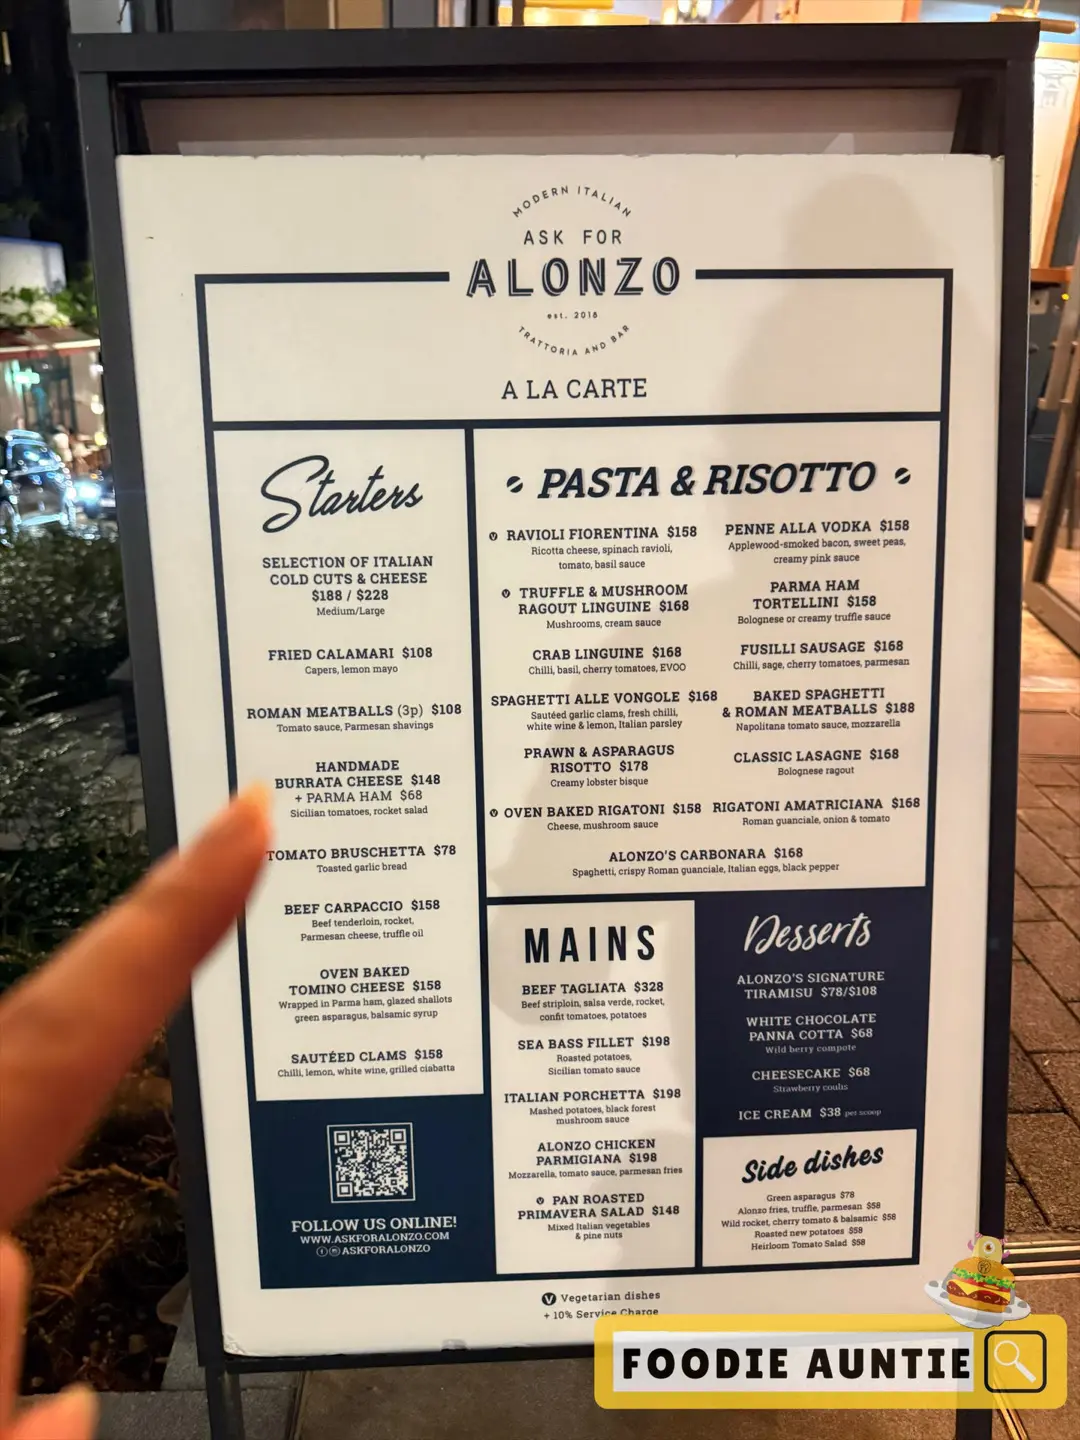 MODERN ITALIAN
ASK FOR
ALONZO
est. 2018
TRATTORIA AND BAR
A LA CARTE
Starters
SELECTION OF ITALIAN
COLD CUTS & CHEESE
$188 / $228
Medium/Large
FRIED CALAMARI $108
Capers, lemon mayo
ROMAN MEATBALLS (3p) $108
Tomato sauce, Parmesan shavings
HANDMADE
BURRATA CHEESE $148
+ PARMA HAM $68
Sicilian tomatoes, rocket salad
TOMATO BRUSCHETTA $78
Toasted garlic bread
BEEF CARPACCIO $158
Beef tenderloin, rocket,
Parmesan cheese, truffle oil
OVEN BAKED
TOMINO CHEESE $158
Wrapped in Parma ham, glazed shallots
green asparagus, balsamic syrup
SAUTÉED CLAMS $158
Chilli, lemon, white wine, grilled ciabatta
FOLLOW US ONLINE!
WWW.ASKFORALONZO.COM
ASKFORALONZO
PASTA & RISOTTO
V RAVIOLI FIORENTINA $158
Ricotta cheese, spinach ravioli,
tomato, basil sauce
V TRUFFLE & MUSHROOM
RAGOUT LINGUINE $168
Mushrooms, cream sauce
CRAB LINGUINE $168
Chilli, basil, cherry tomatoes, EVOO
SPAGHETTI ALLE VONGOLE $168
Sautéed garlic clams, fresh chilli,
white wine & lemon, Italian parsley
PRAWN & ASPARAGUS
RISOTTO $178
Creamy lobster bisque
V OVEN BAKED RIGATONI $158
Cheese, mushroom sauce
PENNE ALLA VODKA $158
Applewood-smoked bacon, sweet peas,
creamy pink sauce
PARMA HAM
TORTELLINI $158
Bolognese or creamy truffle sauce
FUSILLI SAUSAGE $168
Chilli, sage, cherry tomatoes, parmesan
BAKED SPAGHETTI
& ROMAN MEATBALLS $188
Napolitana tomato sauce, mozzarella
CLASSIC LASAGNE $168
Bolognese ragout
RIGATONI AMATRICIANA $168
Roman guanciale, onion & tomato
ALONZO'S CARBONARA $168
Spaghetti, crispy Roman guanciale, Italian eggs, black pepper
MAINS
BEEF TAGLIATA $328
Beef striploin, salsa verde, rocket,
confit tomatoes, potatoes
SEA BASS FILLET $198
Roasted potatoes,
Sicilian tomato sauce
ITALIAN PORCHETTA $198
Mashed potatoes, black forest
mushroom sauce
ALONZO CHICKEN
PARMIGIANA $198
Mozzarella, tomato sauce, parmesan fries
V PAN ROASTED
PRIMAVERA SALAD $148
Mixed Italian vegetables
& pine nuts
Desserts
ALONZO'S SIGNATURE
TIRAMISU $78/$108
WHITE CHOCOLATE
PANNA COTTA $68
Wild berry compote
CHEESECAKE $68
Strawberry coulis
ICE CREAM $38 per scoop
Side dishes
Green asparagus $78
Alonzo fries, truffle, parmesan $58
Wild rocket, cherry tomato & balsamic $58
Roasted new potatoes $58
Heirloom Tomato Salad $58
V Vegetarian dishes
+ 10% Service Charge
FOODIE AUNTIE